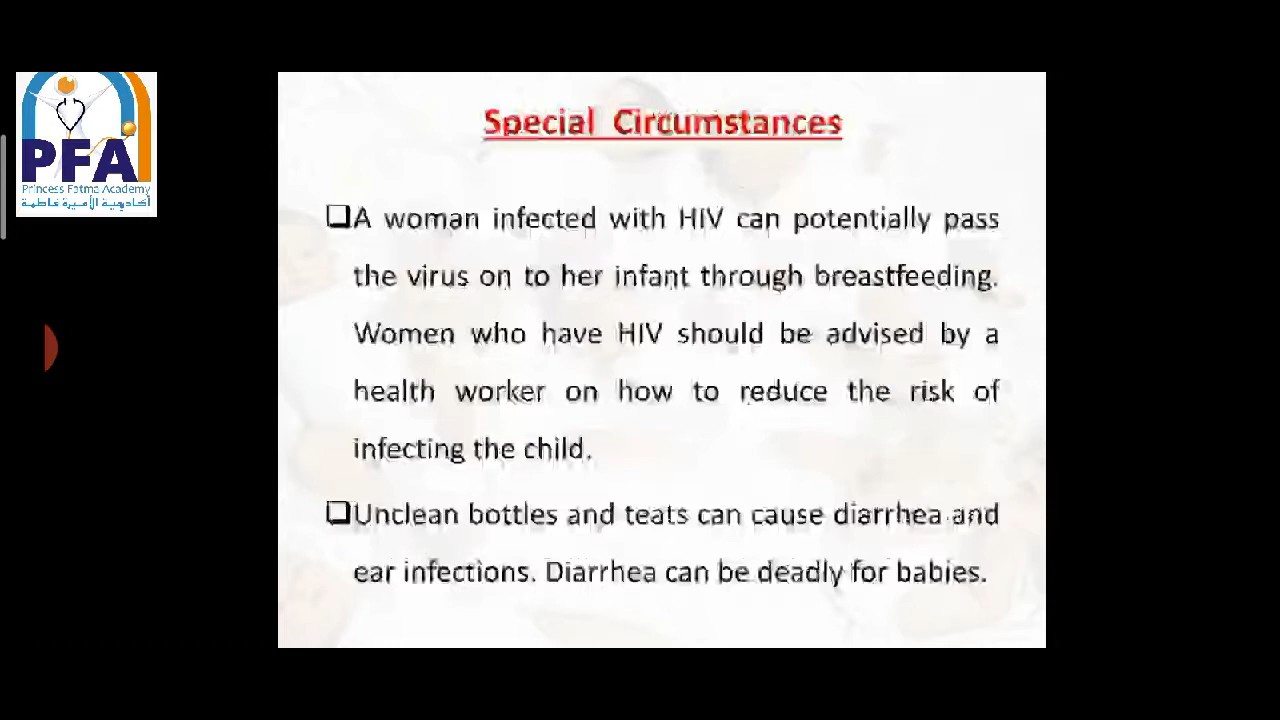 PFA
Princess Fatma Academy
أكاديمية الأميرة فاطمة
Special Circumstances
A woman infected with HIV can potentially pass
the virus on to her infant through breastfeeding.
Women who have HIV should be advised by a
health worker on how to reduce the risk of
infecting the child.
Unclean bottles and teats can cause diarrhea and
ear infections. Diarrhea can be deadly for babies.